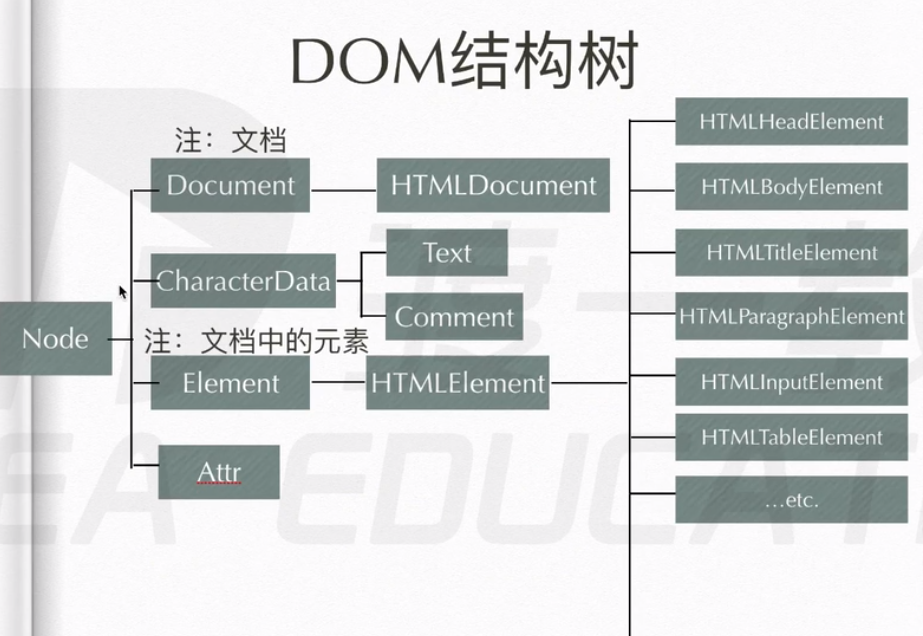 DOM结构树
注：文档
Document
HTMLDocument
CharacterData
Text
Comment
Node
注：文档中的元素
Element
HTMLElement
Attr
HTMLHeadElement
HTMLBodyElement
HTMLTitleElement
HTMLParagraphElement
HTMLInputElement
HTMLTableElement
…etc.
EDUCAT